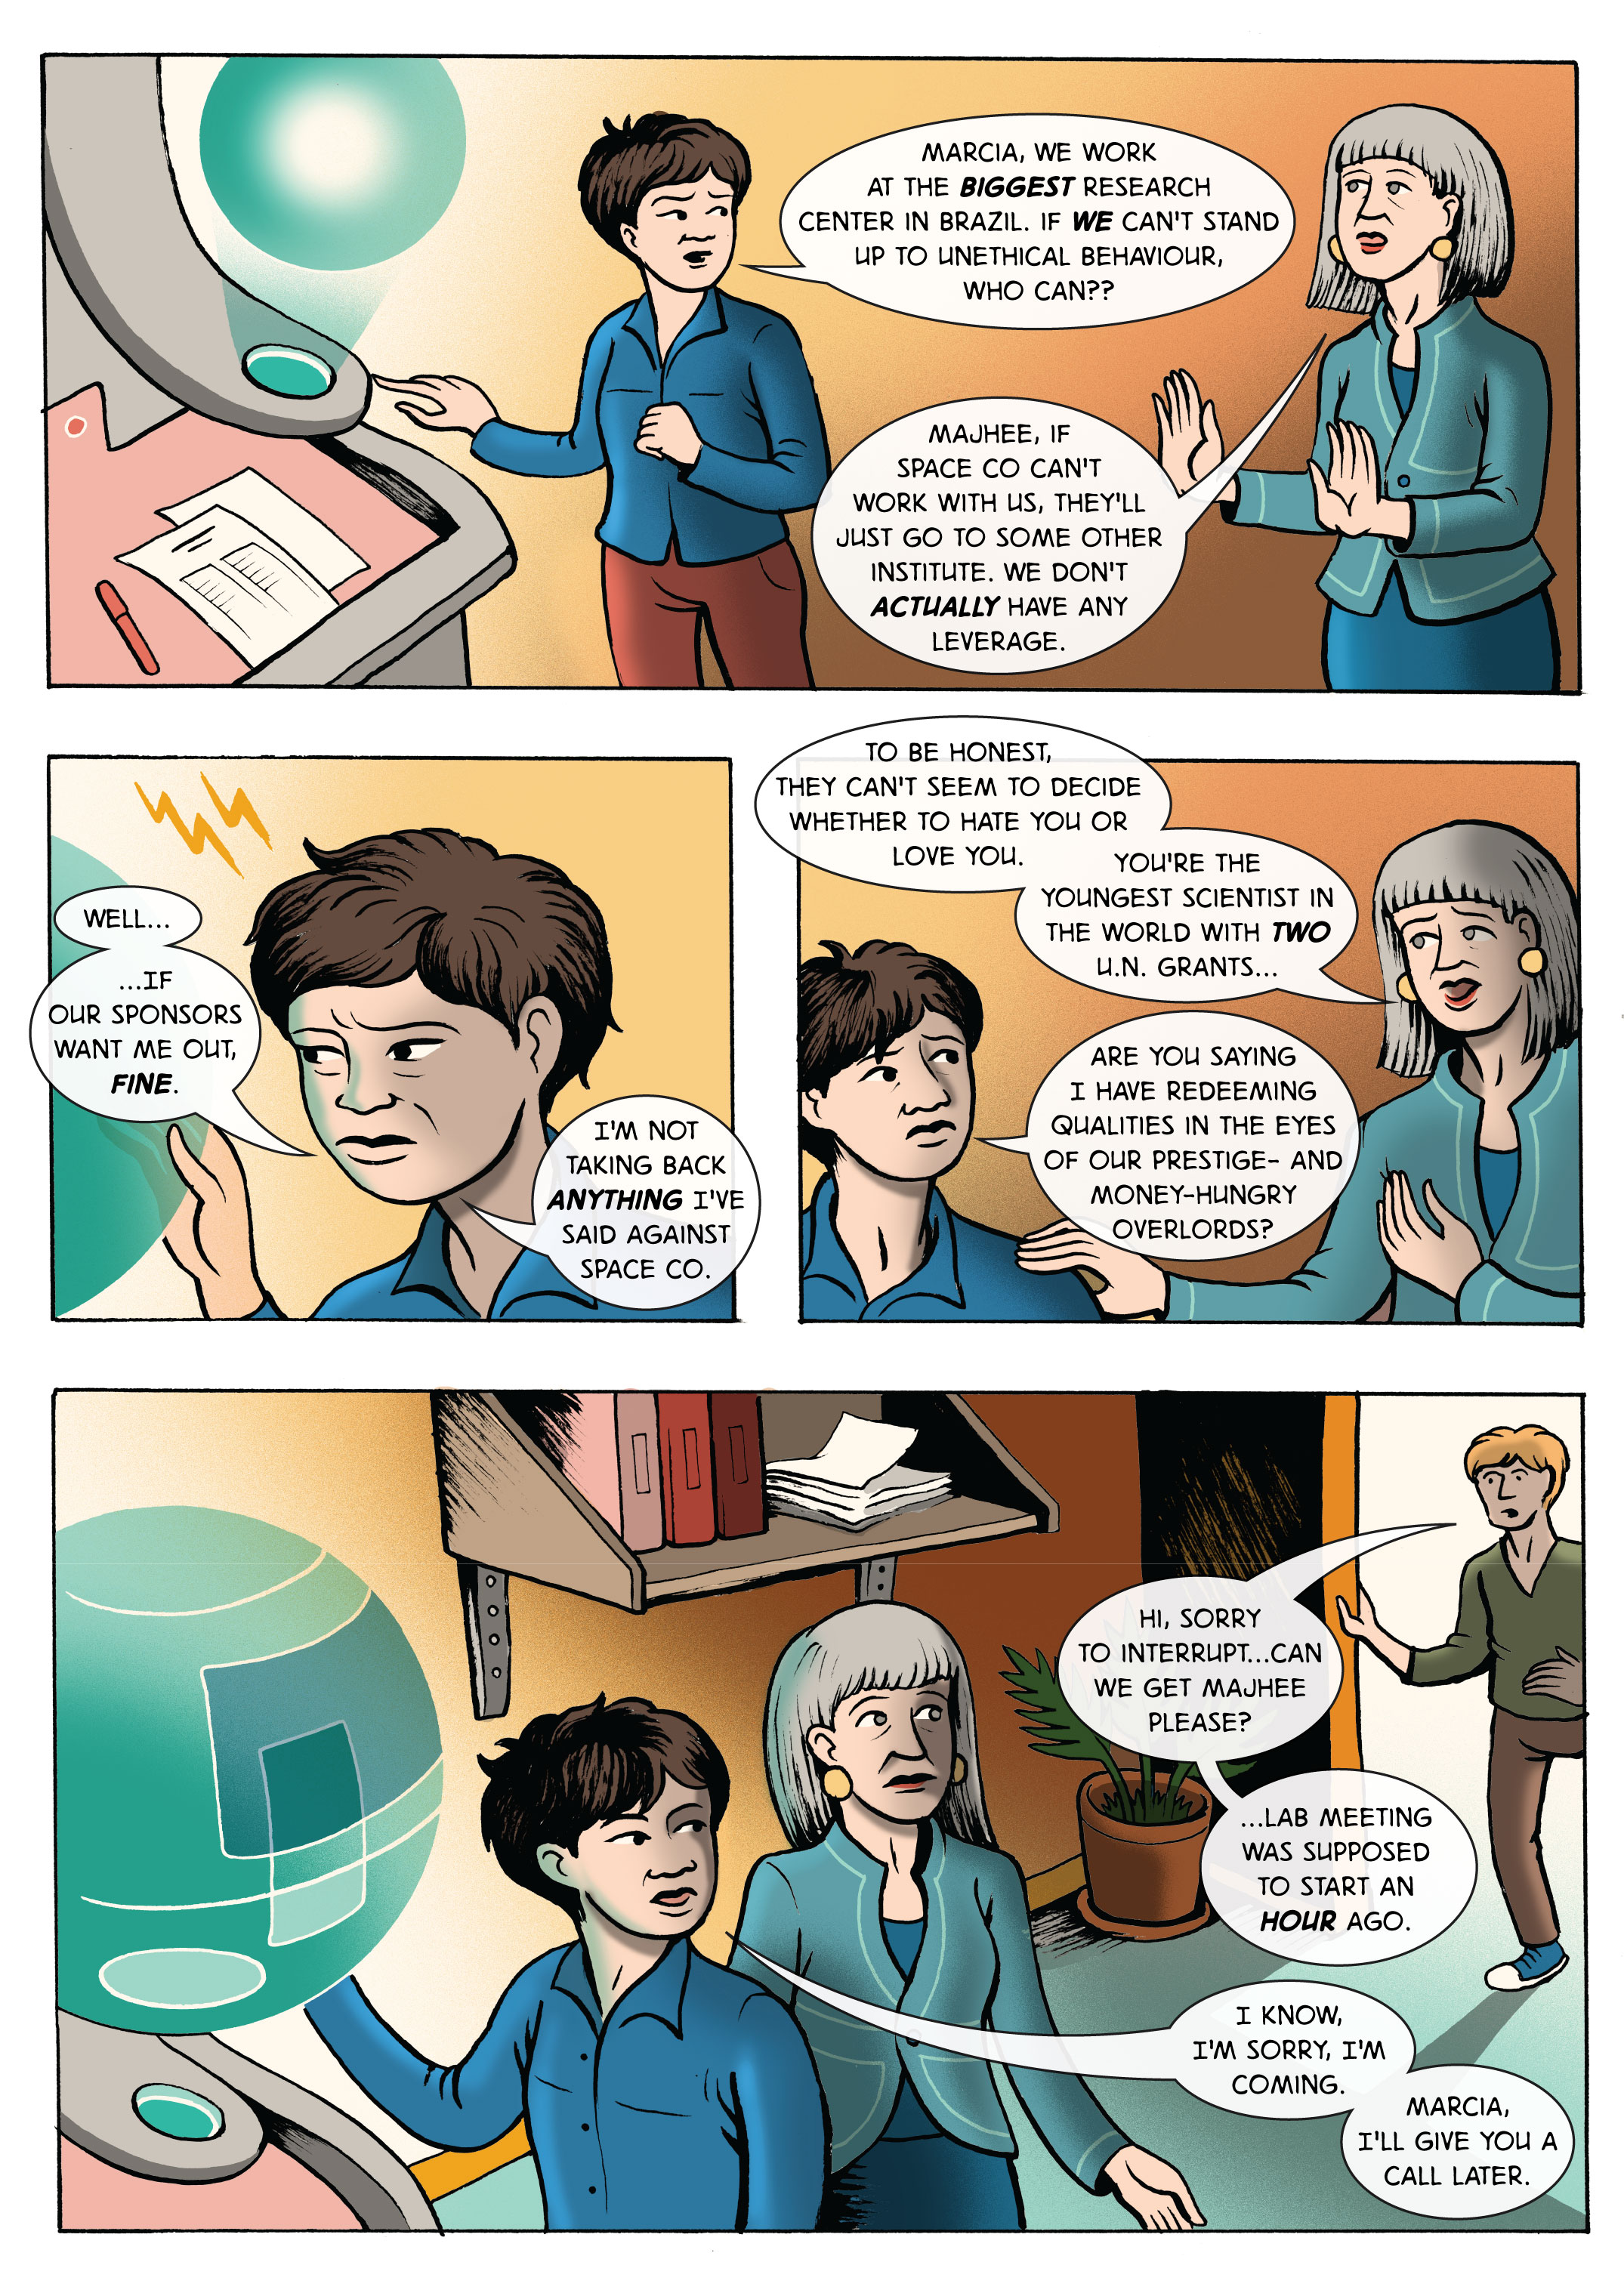 MARCIA, WE WORK
AT THE BIGGEST RESEARCH
CENTER IN BRAZIL. IF WE CAN'T STAND
UP TO UNETHICAL BEHAVIOUR,
WHO CAN??
MAJHEE, IF
SPACE CO CAN'T
WORK WITH US, THEY'LL
JUST GO TO SOME OTHER
INSTITUTE. WE DON'T
ACTUALLY HAVE ANY
LEVERAGE.
WELL...
...IF
OUR SPONSORS
WANT ME OUT,
FINE.
I'M NOT
TAKING BACK
ANYTHING I'VE
SAID AGAINST
SPACE CO.
TO BE HONEST,
THEY CAN'T SEEM TO DECIDE
WHETHER TO HATE YOU OR
LOVE YOU.
YOU'RE THE
YOUNGEST SCIENTIST IN
THE WORLD WITH TWO
U.N. GRANTS...
ARE YOU SAYING
I HAVE REDEEMING
QUALITIES IN THE EYES
OF OUR PRESTIGE- AND
MONEY-HUNGRY
OVERLORDS?
HI, SORRY
TO INTERRUPT...CAN
WE GET MAJHEE
PLEASE?
...LAB MEETING
WAS SUPPOSED
TO START AN
HOUR AGO.
I KNOW,
I'M SORRY, I'M
COMING.
MARCIA,
I'LL GIVE YOU A
CALL LATER.